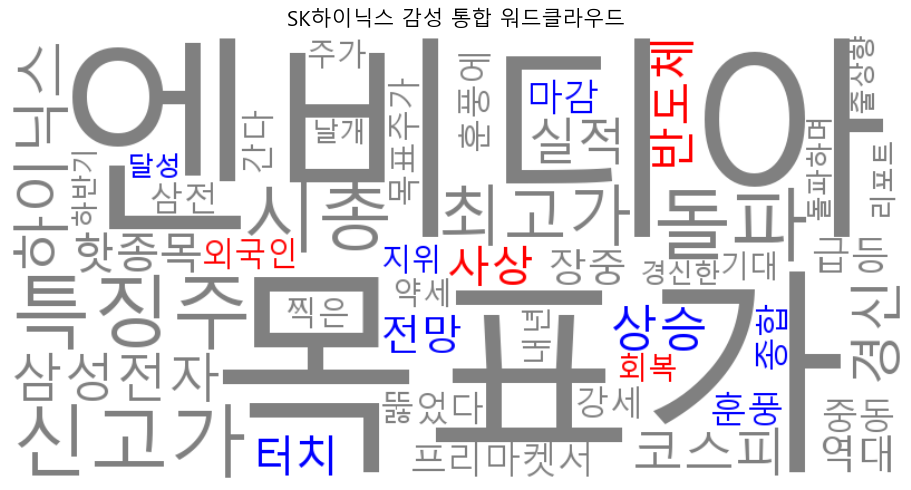 SK하이닉스 감성 통합 워드클라우드
하이닉스
엔비디아
주가
날개
간다
하반기
달성
삼전
시총
목표주가
훈풍에
마감
실적
반도체
최고가
돌파
돌파하며
줄상향
리포트
핫종목
외국인
지위
사상
장중
경신한
기대
급등
특징주
찍은
약세
목표가
전망
내년
상승
종합
회복
경신
삼성전자
신고가
터치
뚫었다
강세
훈풍
프리마켓서
코스피
중동
역대